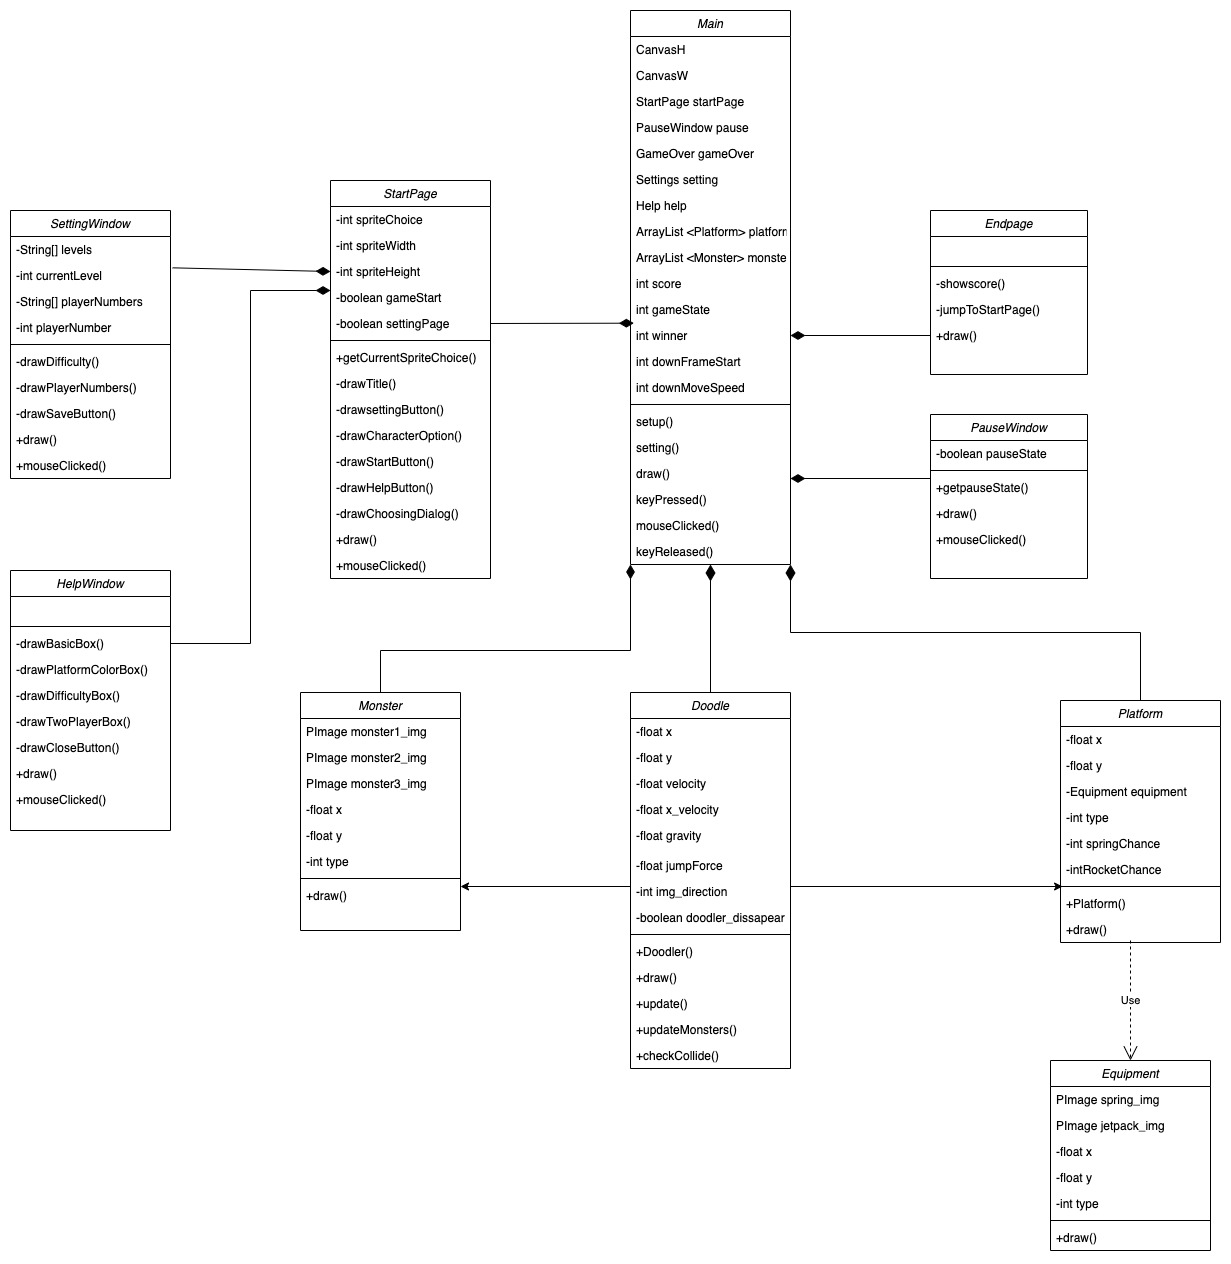 Main
CanvasH
CanvasW
StartPage startPage
PauseWindow pause
GameOver gameOver
Settings setting
Help help
ArrayList <Platform> platforr
ArrayList <Monster> monste
int score
int gameState
int winner
int downFrameStart
int downMoveSpeed
setup()
setting()
draw()
keyPressed()
mouseClicked()
keyReleased()
StartPage
-int spriteChoice
-int spriteWidth
-int spriteHeight
-boolean gameStart
-boolean settingPage
+getCurrentSpriteChoice()
-drawTitle()
-drawsettingButton()
-drawCharacterOption()
-drawStartButton()
-drawHelpButton()
-drawChoosingDialog()
+draw()
+mouseClicked()
SettingWindow
-String[] levels
-int currentLevel
-String[] playerNumbers
-int playerNumber
-drawDifficulty()
-drawPlayerNumbers()
-drawSaveButton()
+draw()
+mouseClicked()
Endpage
-showscore()
-jumpToStartPage()
+draw()
PauseWindow
-boolean pauseState
+getpauseState()
+draw()
+mouseClicked()
HelpWindow
-drawBasicBox()
-drawPlatformColorBox()
-drawDifficultyBox()
-drawTwoPlayerBox()
-drawCloseButton()
+draw()
+mouseClicked()
Monster
PImage monster1_img
PImage monster2_img
PImage monster3_img
-float x
-float y
-int type
+draw()
Doodle
-float x
-float y
-float velocity
-float x_velocity
-float gravity
-float jumpForce
-int img_direction
-boolean doodler_dissapear
+Doodler()
+draw()
+update()
+updateMonsters()
+checkCollide()
Platform
-float x
-float y
-Equipment equipment
-int type
-int springChance
-intRocketChance
+Platform()
+draw()
Use
Equipment
PImage spring_img
PImage jetpack_img
-float x
-float y
-int type
+draw()